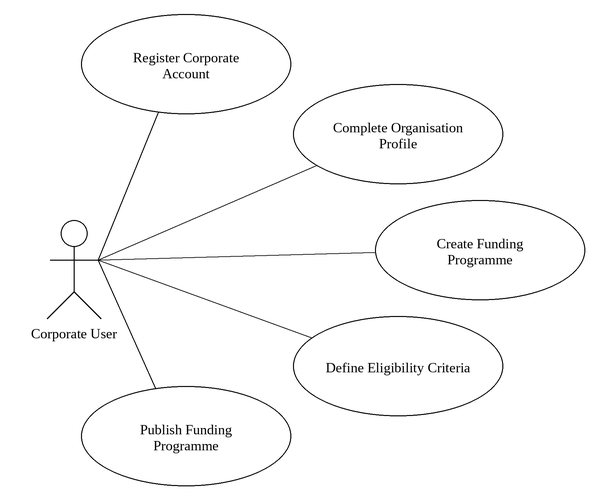 Register Corporate
Account
Complete Organisation
Profile
Create Funding
Programme
Corporate User
Define Eligibility Criteria
Publish Funding
Programme